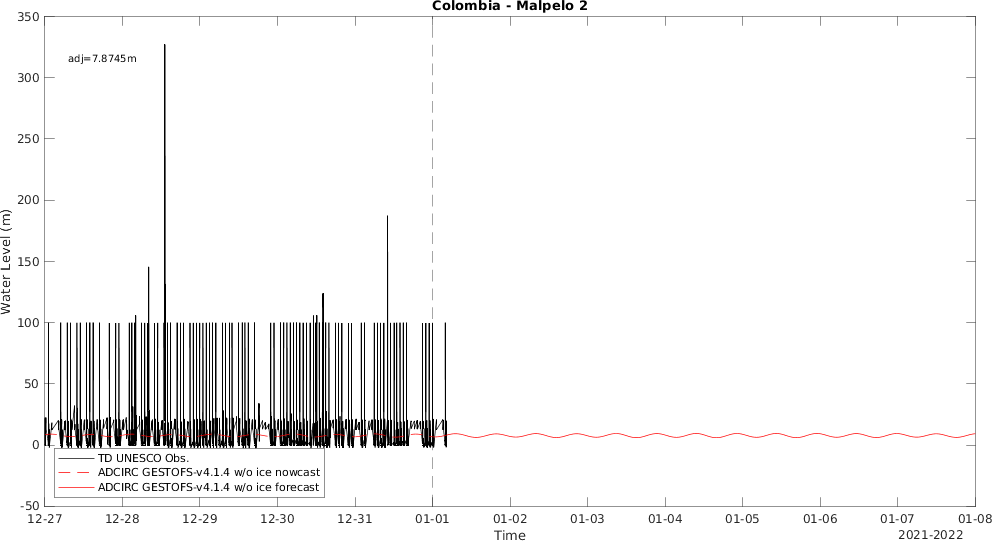 Colombia - Malpelo 2
350
300
250
200
150
100
50
0
-50
Water Level (m)
adj=7.8745m
TD UNESCO Obs.
ADCIRC GESTOFS-v4.1.4 w/o ice nowcast
ADCIRC GESTOFS-v4.1.4 w/o ice forecast
12-27 12-28 12-29 12-30 12-31 01-01 01-02 01-03 01-04 01-05 01-06 01-07 01-08
Time
2021-2022